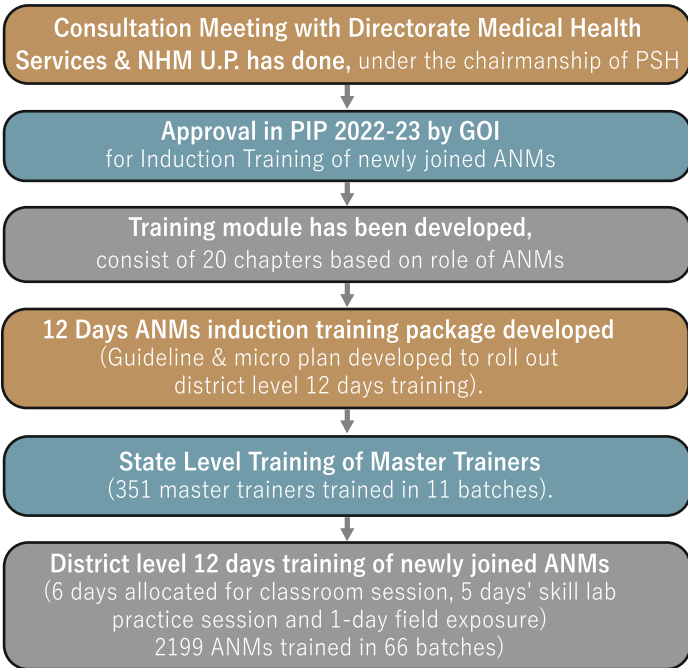 Consultation Meeting with Directorate Medical Health
Services & NHM U.P. has done, under the chairmanship of PSH
Approval in PIP 2022-23 by GOI
for Induction Training of newly joined ANMs
Training module has been developed,
consist of 20 chapters based on role of ANMs
12 Days ANMs induction training package developed
(Guideline & micro plan developed to roll out
district level 12 days training).
State Level Training of Master Trainers
(351 master trainers trained in 11 batches).
District level 12 days training of newly joined ANMs
(6 days allocated for classroom session, 5 days' skill lab
practice session and 1-day field exposure)
2199 ANMs trained in 66 batches)